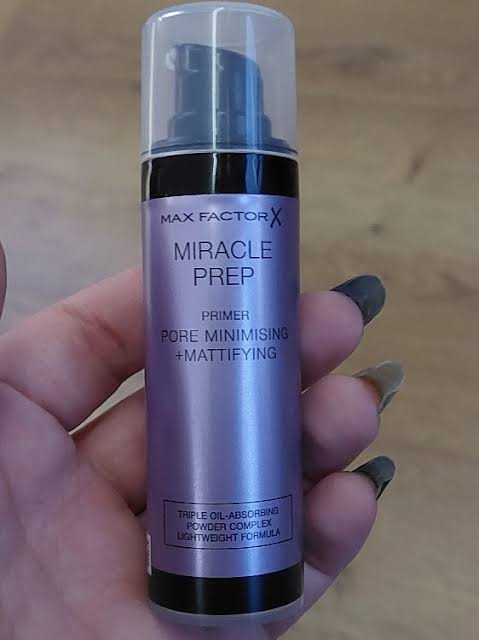 MAX FACTOR X
MIRACLE
PREP
PRIMER
PORE MINIMISING
+MATTIFYING
TRIPLE OIL-ABSORBING
POWDER COMPLEX
LIGHTWEIGHT FORMULA